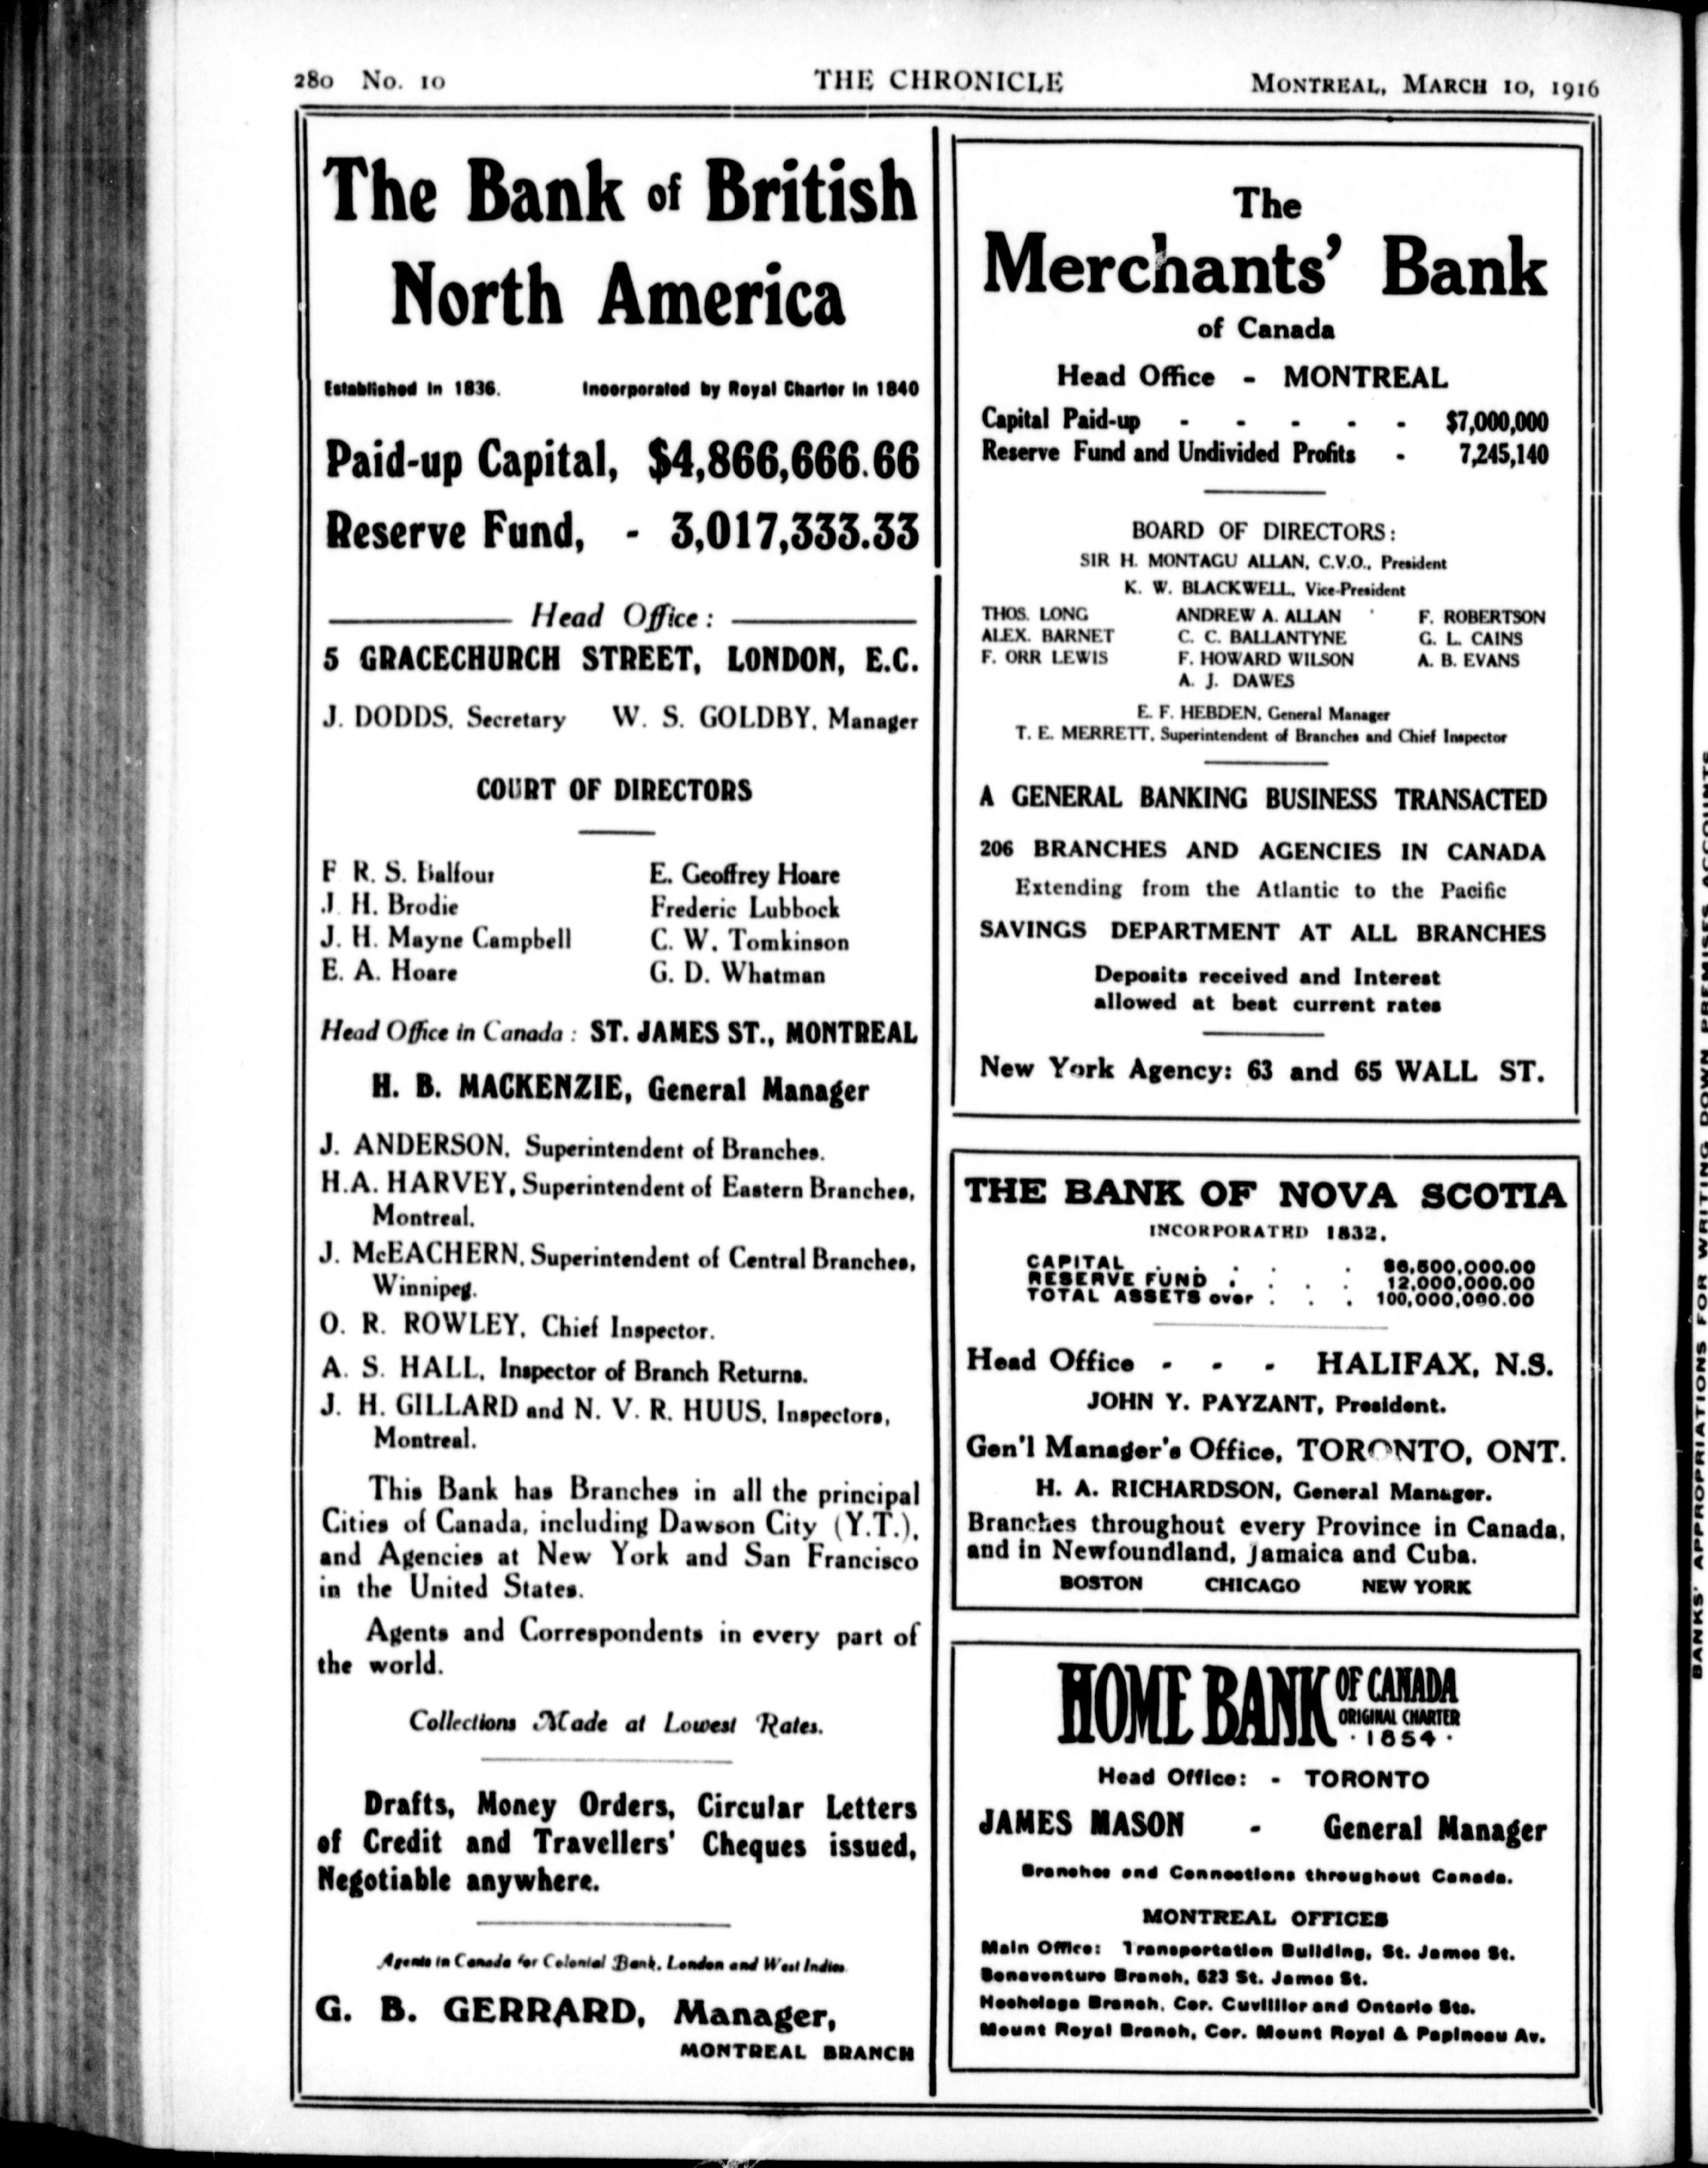 280 No. 10
THE CHRONICLE
MONTREAL, MARCH 10, 1916
The Bank of British
North America
Established in 1836. Incorporated by Royal Charter in 1840
Paid-up Capital, $4,866,666.66
Reserve Fund, - 3,017,333.33
Head Office:
5 GRACECHURCH STREET, LONDON, E.C.
J. DODDS, Secretary W. S. GOLDBY, Manager
COURT OF DIRECTORS
F R. S. Balfour E. Geoffrey Hoare
J. H. Brodie Frederic Lubbock
J. H. Mayne Campbell C. W. Tomkinson
E. A. Hoare G. D. Whatman
Head Office in Canada: ST. JAMES ST., MONTREAL
H. B. MACKENZIE, General Manager
J. ANDERSON, Superintendent of Branches.
H.A. HARVEY, Superintendent of Eastern Branches,
Montreal.
J. McEACHERN, Superintendent of Central Branches,
Winnipeg.
O. R. ROWLEY, Chief Inspector.
A. S. HALL, Inspector of Branch Returns.
J. H. GILLARD and N. V. R. HUUS, Inspectors,
Montreal.
This Bank has Branches in all the principal
Cities of Canada, including Dawson City (Y.T.),
and Agencies at New York and San Francisco
in the United States.
Agents and Correspondents in every part of
the world.
Collections Made at Lowest Rates.
Drafts, Money Orders, Circular Letters
of Credit and Travellers' Cheques issued,
Negotiable anywhere.
Agents in Canada for Colonial Bank, London and West Indies.
G. B. GERRARD, Manager,
MONTREAL BRANCH
The
Merchants' Bank
of Canada
Head Office - MONTREAL
Capital Paid-up - - - - - $7,000,000
Reserve Fund and Undivided Profits - 7,245,140
BOARD OF DIRECTORS:
SIR H. MONTAGU ALLAN, C.V.O., President
K. W. BLACKWELL, Vice-President
THOS. LONG ANDREW A. ALLAN F. ROBERTSON
ALEX. BARNET C. C. BALLANTYNE G. L. CAINS
F. ORR LEWIS F. HOWARD WILSON A. B. EVANS
A. J. DAWES
E. F. HEBDEN, General Manager
T. E. MERRETT, Superintendent of Branches and Chief Inspector
A GENERAL BANKING BUSINESS TRANSACTED
206 BRANCHES AND AGENCIES IN CANADA
Extending from the Atlantic to the Pacific
SAVINGS DEPARTMENT AT ALL BRANCHES
Deposits received and Interest
allowed at best current rates
New York Agency: 63 and 65 WALL ST.
THE BANK OF NOVA SCOTIA
INCORPORATED 1832.
CAPITAL . . . . . $6,500,000.00
RESERVE FUND . . . . 12,000,000.00
TOTAL ASSETS over . . . 100,000,000.00
Head Office - - - HALIFAX, N.S.
JOHN Y. PAYZANT, President.
Gen'l Manager's Office, TORONTO, ONT.
H. A. RICHARDSON, General Manager.
Branches throughout every Province in Canada,
and in Newfoundland, Jamaica and Cuba.
BOSTON CHICAGO NEW YORK
HOME BANK OF CANADA
ORIGINAL CHARTER
· 1854 ·
Head Office: - TORONTO
JAMES MASON - General Manager
Branches and Connections throughout Canada.
MONTREAL OFFICES
Main Office: Transportation Building, St. James St.
Bonaventure Branch, 523 St. James St.
Hochelaga Branch, Cor. Cuvillier and Ontario Sts.
Mount Royal Branch, Cor. Mount Royal & Papineau Av.
BANKS' APPROPRIATIONS FOR WRITING DOWN PREMISES ACCOUNTS